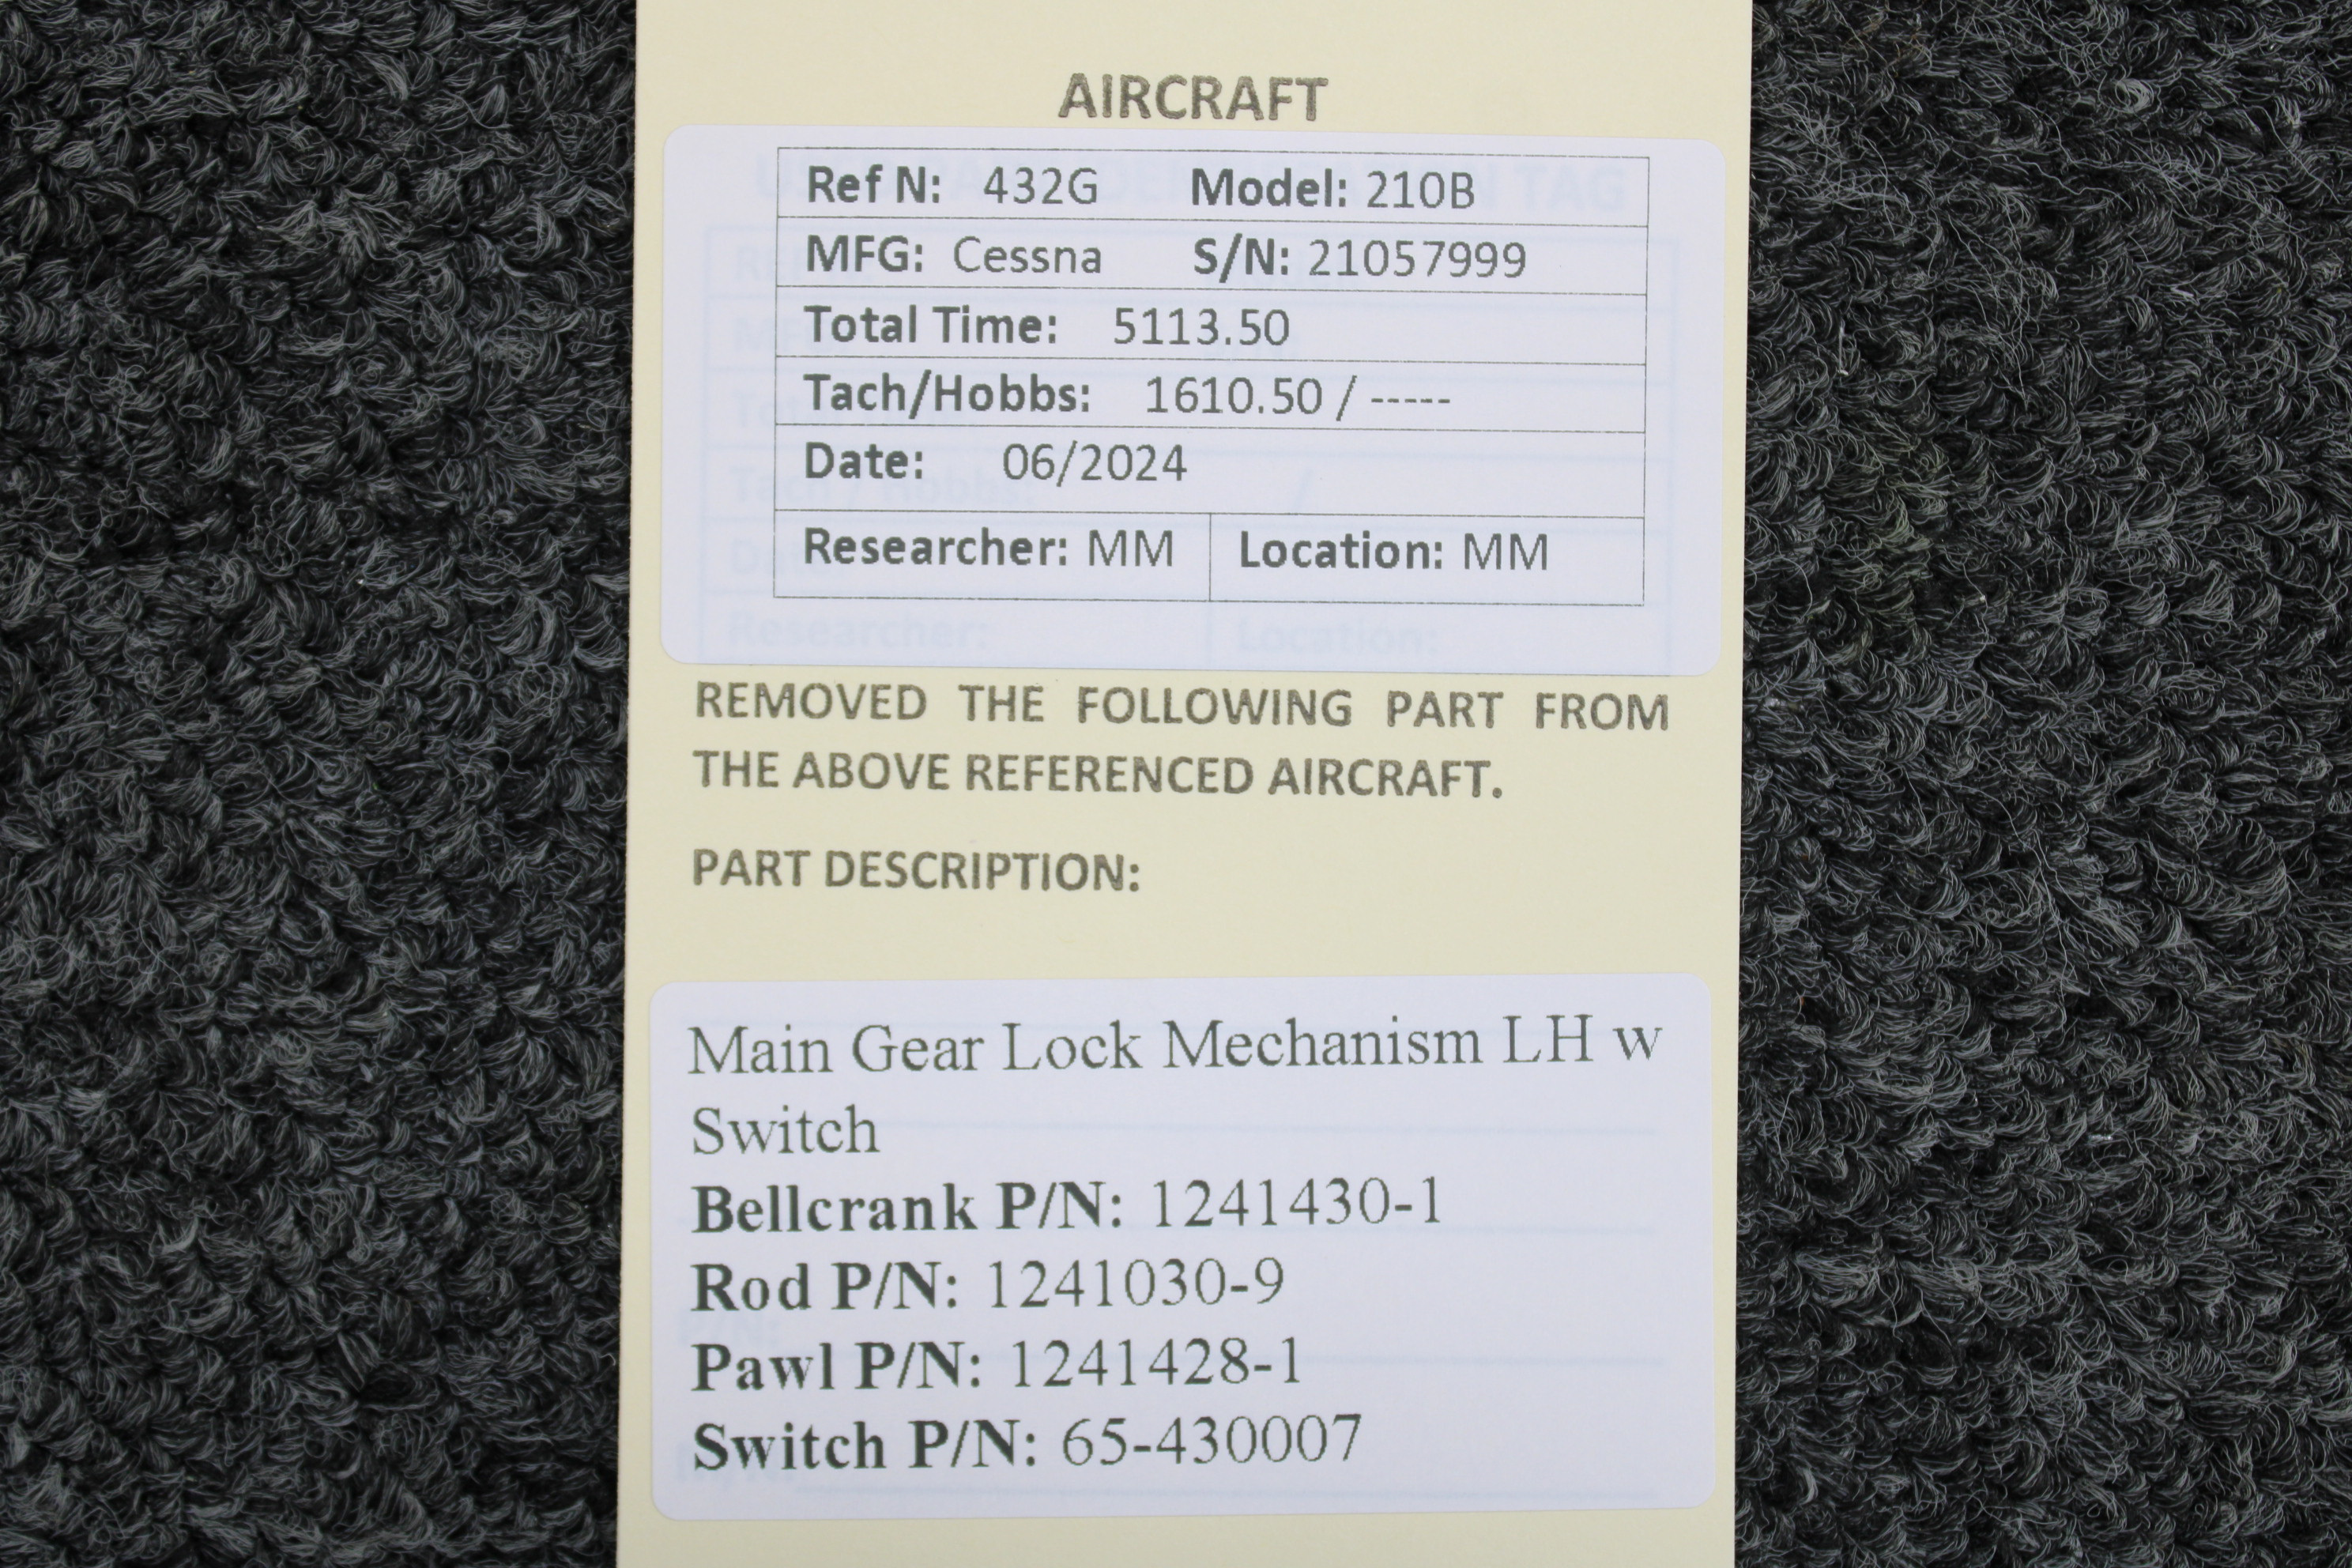 AIRCRAFT
Ref N: 432G Model: 210B
MFG: Cessna S/N: 21057999
Total Time: 5113.50
Tach/Hobbs: 1610.50 / -----
Date: 06/2024
Researcher: MM Location: MM
REMOVED THE FOLLOWING PART FROM
THE ABOVE REFERENCED AIRCRAFT.
PART DESCRIPTION:
Main Gear Lock Mechanism LH w
Switch
Bellcrank P/N: 1241430-1
Rod P/N: 1241030-9
Pawl P/N: 1241428-1
Switch P/N: 65-430007